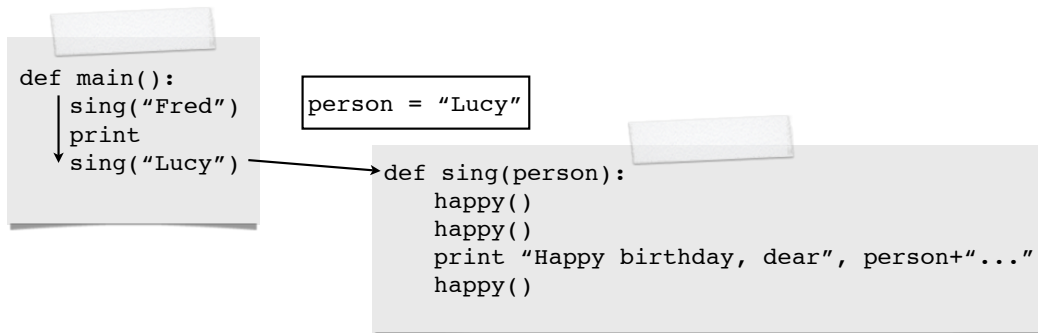 def main():
sing(“Fred”)
print
sing(“Lucy”)
person = “Lucy”
def sing(person):
happy()
happy()
print “Happy birthday, dear”, person+“...”
happy()